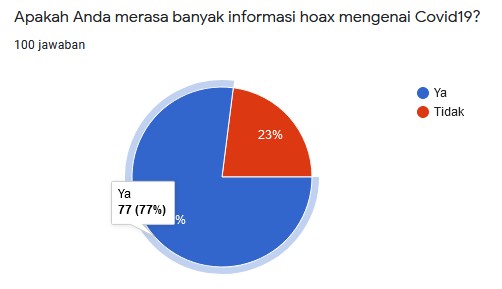 Apakah Anda merasa banyak informasi hoax mengenai Covid19?
100 jawaban
Ya
Tidak
23%
Ya
77 (77%)
%